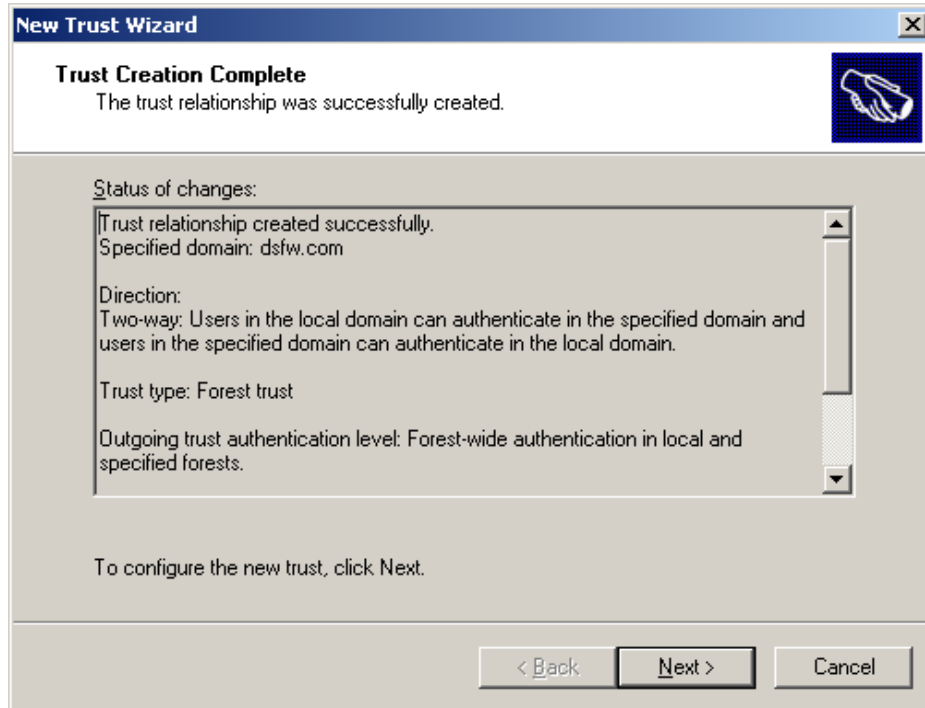 New Trust Wizard
Trust Creation Complete
The trust relationship was successfully created.
Status of changes:
Trust relationship created successfully.
Specified domain: dsfw.com
Direction:
Two-way: Users in the local domain can authenticate in the specified domain and
users in the specified domain can authenticate in the local domain.
Trust type: Forest trust
Outgoing trust authentication level: Forest-wide authentication in local and
specified forests.
To configure the new trust, click Next.
< Back Next > Cancel